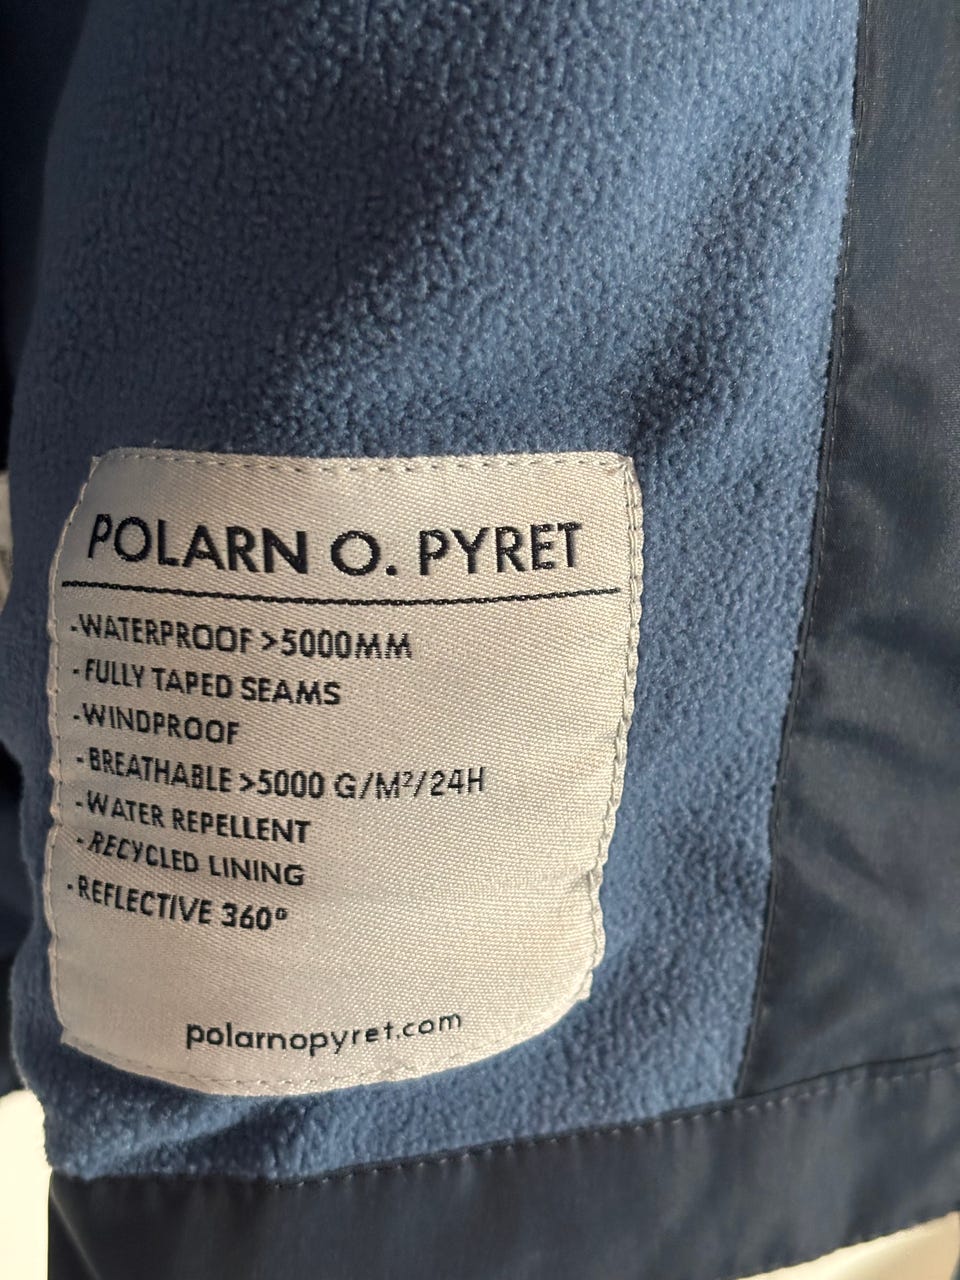 POLARN O. PYRET
-WATERPROOF >5000MM
-FULLY TAPED SEAMS
-WINDPROOF
-BREATHABLE >5000 G/M²/24H
-WATER REPELLENT
-RECYCLED LINING
-REFLECTIVE 360°
polarnopyret.com